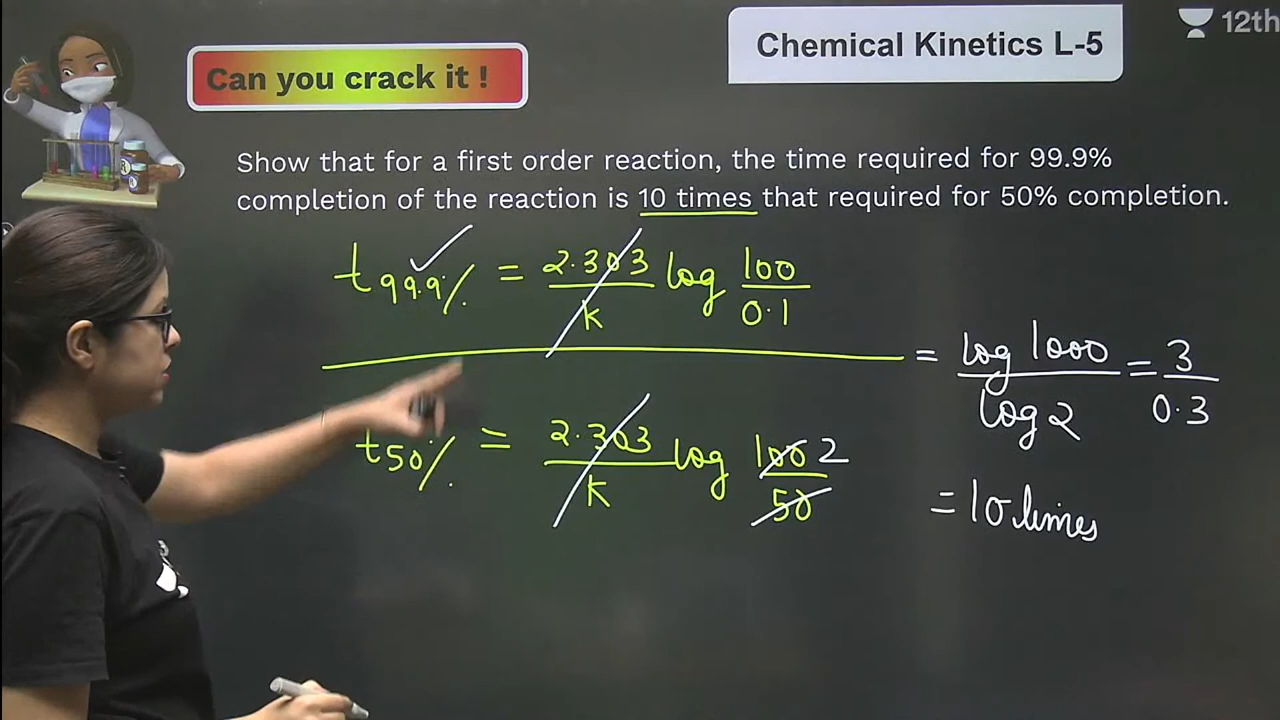 Chemical Kinetics L-5
12th
Can you crack it !
Show that for a first order reaction, the time required for 99.9%
completion of the reaction is 10 times that required for 50% completion.
t99.9% = 2.303/k log 100/0.1
= log 1000/log 2 = 3/0.3
t50% = 2.303/k log 100/50 2
= 10 times